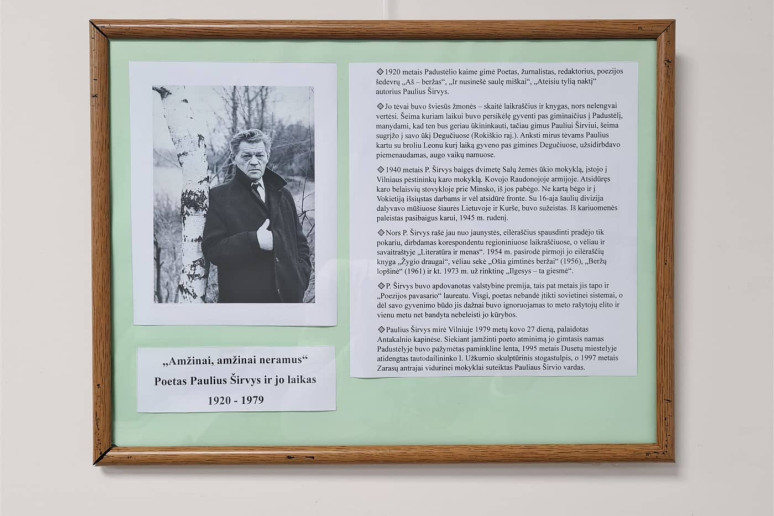 „Amžinai, amžinai neramus“
Poetas Paulius Širvys ir jo laikas
1920 - 1979
1920 metais Padustėlio kaime gimė Poetas, žurnalistas, redaktorius, poezijos
šedevrų „Aš – beržas“, „Ir nusinešė saulę miškai“, „Ateisiu tylią naktį“
autorius Paulius Širvys.
Jo tėvai buvo šviesūs žmonės – skaitė laikraščius ir knygas, nors nelengvai
vertėsi. Šeima kuriam laikui buvo persikėlę gyventi pas giminaičius į Padustėlį,
manydami, kad ten bus geriau ūkininkauti, tačiau gimus Pauliui Širviui, šeima
sugrįžo į savo ūkį Degučiuose (Rokiškio raj.). Anksti mirus tėvams Paulius
kartu su broliu Leonu kurį laiką gyveno pas gimines Degučiuose, užsidirbdavo
piemenaudamas, augo vaikų namuose.
1940 metais P. Širvys baigęs dvimetę Salų žemės ūkio mokyklą, įstojo į
Vilniaus pėstininkų karo mokyklą. Kovojo Raudonojoje armijoje. Atsidūręs
karo belaisvių stovykloje prie Minsko, iš jos pabėgo. Ne kartą bėgo ir į
Vokietiją išsiųstas darbams ir vėl atsidūrė fronte. Su 16-aja šaulių divizija
dalyvavo mūšiuose šiaurės Lietuvoje ir Kurše, buvo sužeistas. Iš kariuomenės
paleistas pasibaigus karui, 1945 m. rudenį.
Nors P. Širvys rašė jau nuo jaunystės, eilėraščius spausdinti pradėjo tik
pokariu, dirbdamas korespondentu regioniniuose laikraščiuose, o vėliau ir
savaitraštyje „Literatūra ir menas“. 1954 m. pasirodė pirmoji jo eilėraščių
knyga „Žygio draugai“, vėliau sekė „Ošia gimtinės beržai“ (1956), „Beržų
lopšinė“ (1961) ir kt. 1973 m. už rinktinę „Ilgesys – ta giesmė“.
P. Širvys buvo apdovanotas valstybine premija, tais pat metais jis tapo ir
„Poezijos pavasario“ laureatu. Visgi, poetas nebandė įtikti sovietinei sistemai, o
dėl savo gyvenimo būdo jis dažnai buvo ignoruojamas to meto rašytojų elito ir
vienu metu net bandyta nebeleisti jo kūrybos.
Paulius Širvys mirė Vilniuje 1979 metų kovo 27 dieną, palaidotas
Antakalnio kapinėse. Siekiant įamžinti poeto atminimą jo gimtasis namas
Padustėlyje buvo pažymėtas paminkline lenta, 1995 metais Dusetų miestelyje
atidengtas tautodailininko I. Užkurnio skulptūrinis stogastulpis, o 1997 metais
Zarasų antrajai vidurinei mokyklai suteiktas Pauliaus Širvio vardas.